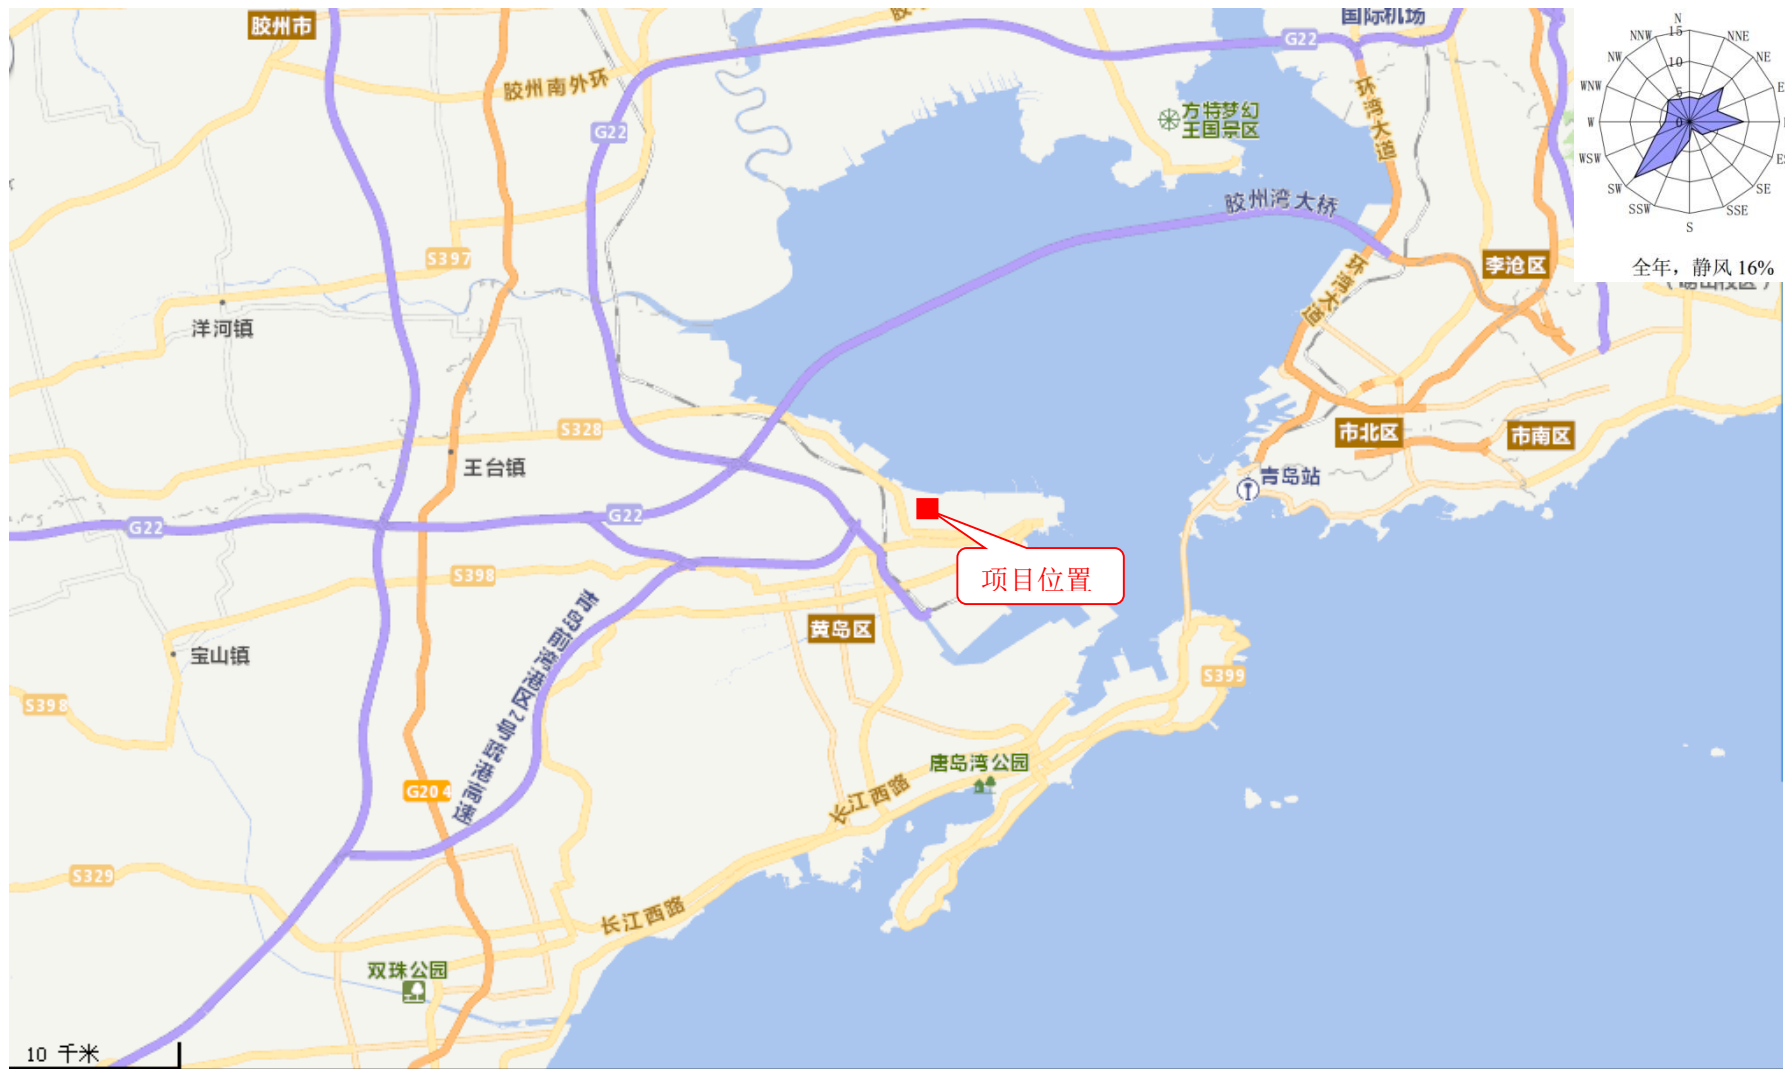 胶州市
国际机场
G22
胶州南外环
G22
方特梦幻
王国景区
环湾大道
胶州湾大桥
N
NNE
NE
E
ES
SE
SSE
S
SSW
SW
WSW
W
WNW
NW
NNW
15
10
5
0
全年，静风 16%
李沧区
环湾大道
S397
洋河镇
S328
王台镇
市北区
市南区
青岛站
G22
G22
项目位置
S398
青岛前湾港区2号疏港高速
黄岛区
宝山镇
S398
S399
唐岛湾公园
G204
长江西路
S329
长江西路
双珠公园
10 千米